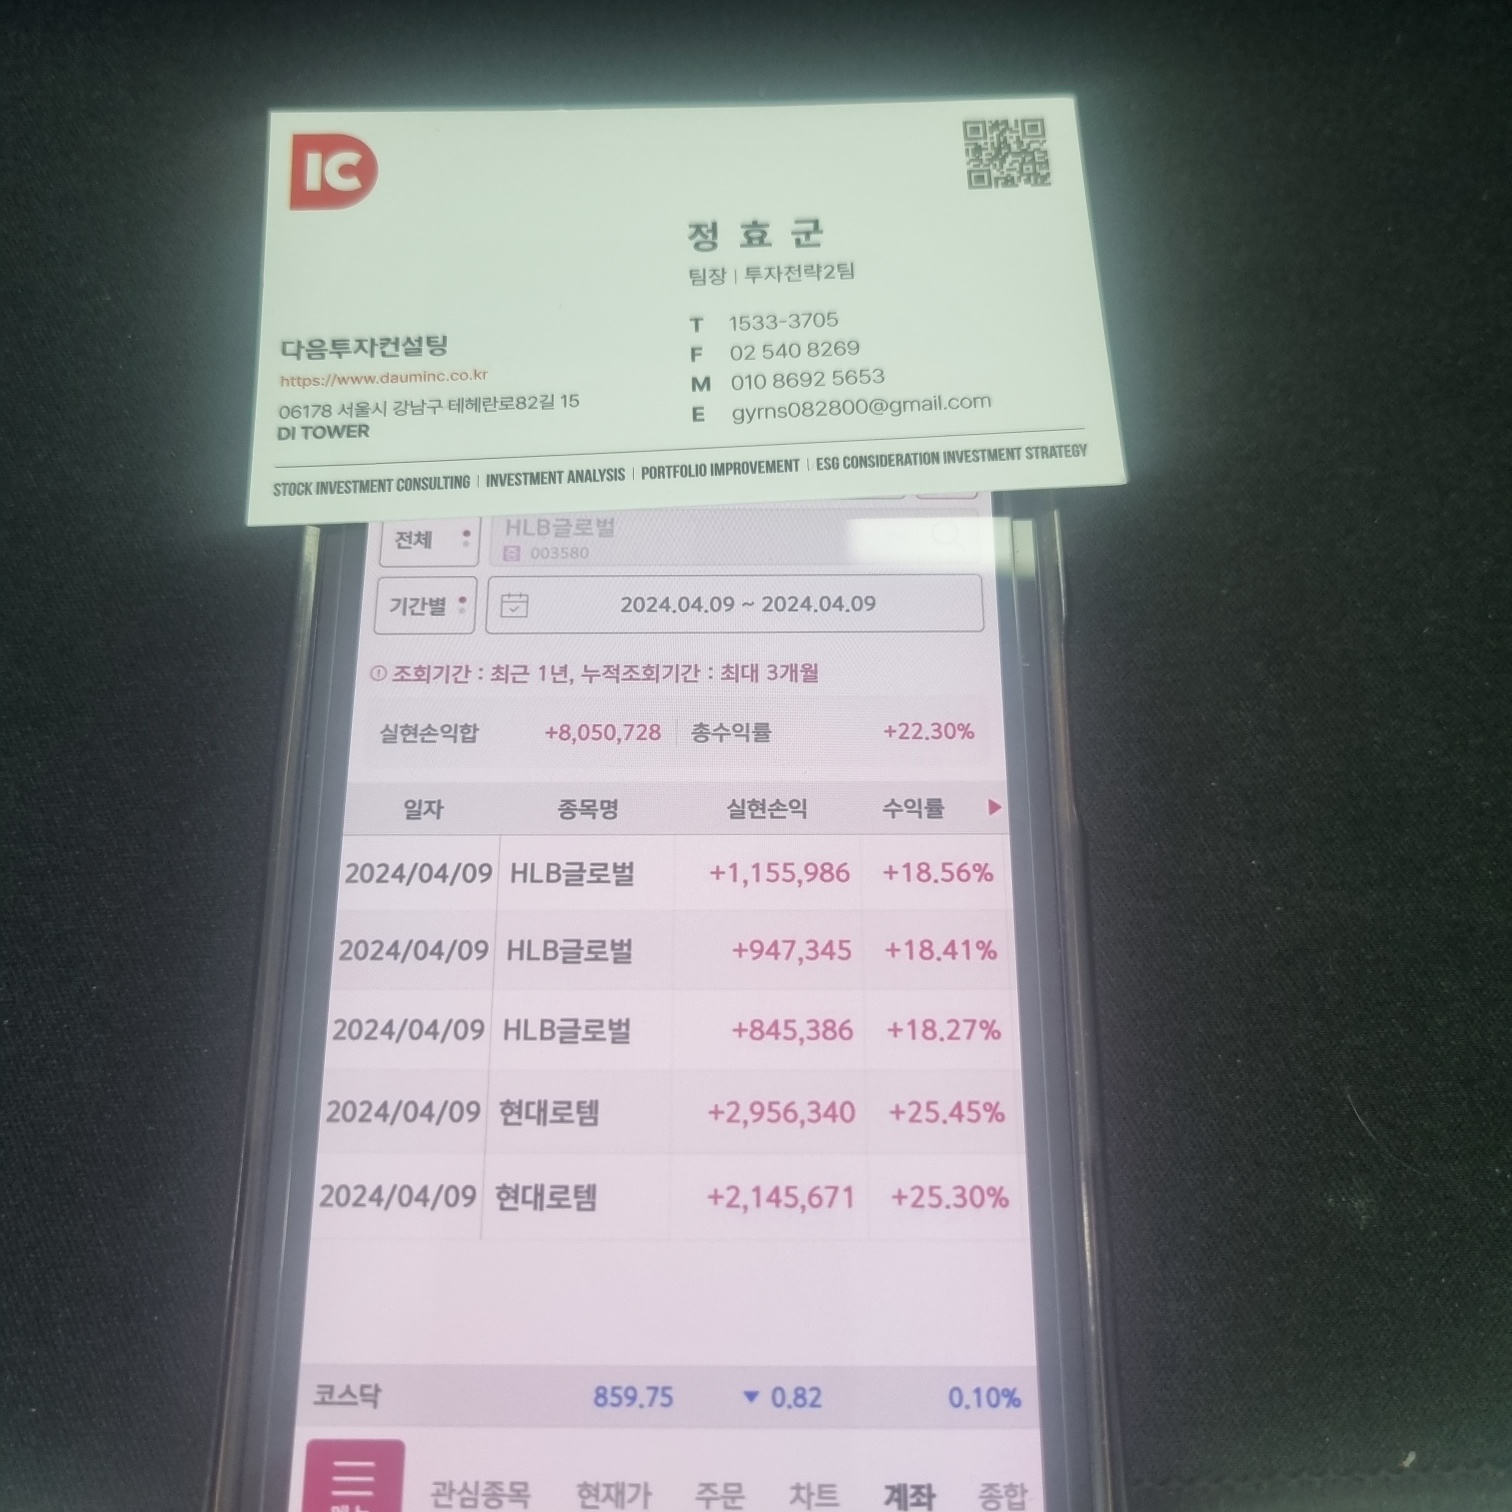 IC
정 효 군
팀장 | 투자전략2팀
T 1533-3705
F 02 540 8269
M 010 8692 5653
E gyrns082800@gmail.com
다음투자컨설팅
https://www.dauminc.co.kr
06178 서울시 강남구 테헤란로82길 15
DI TOWER
STOCK INVESTMENT CONSULTING | INVESTMENT ANALYSIS | PORTFOLIO IMPROVEMENT | ESG CONSIDERATION INVESTMENT STRATEGY
전체 HLB글로벌
003580
기간별 2024.04.09 ~ 2024.04.09
조회기간 : 최근 1년, 누적조회기간 : 최대 3개월
실현손익합 +8,050,728 총수익률 +22.30%
일자 종목명 실현손익 수익률
2024/04/09 HLB글로벌 +1,155,986 +18.56%
2024/04/09 HLB글로벌 +947,345 +18.41%
2024/04/09 HLB글로벌 +845,386 +18.27%
2024/04/09 현대로템 +2,956,340 +25.45%
2024/04/09 현대로템 +2,145,671 +25.30%
코스닥 859.75 ▼ 0.82 0.10%
관심종목 현재가 주문 차트 계좌 종합